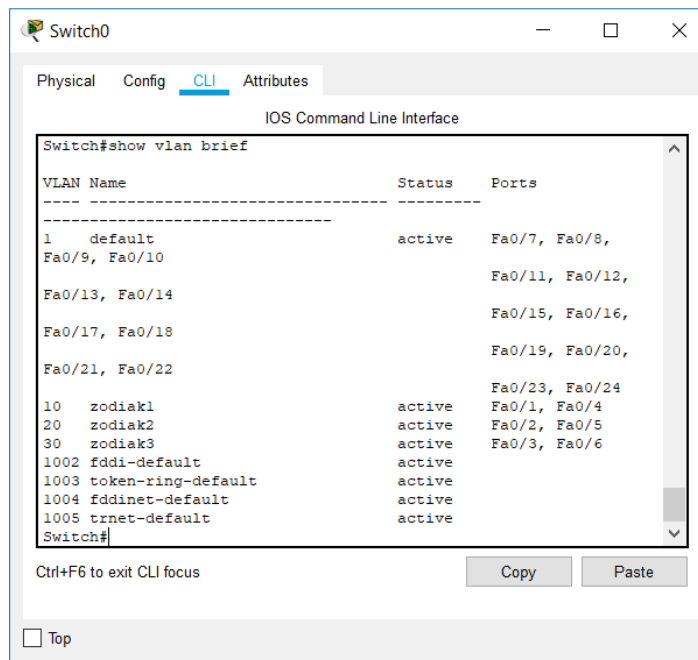 Switch0
Physical Config CLI Attributes
IOS Command Line Interface
Switch#show vlan brief
VLAN Name Status Ports
---- -------------------------------- ---------
-------------------------------
1 default active Fa0/7, Fa0/8,
Fa0/9, Fa0/10
Fa0/11, Fa0/12,
Fa0/13, Fa0/14
Fa0/15, Fa0/16,
Fa0/17, Fa0/18
Fa0/19, Fa0/20,
Fa0/21, Fa0/22
Fa0/23, Fa0/24
10 zodiak1 active Fa0/1, Fa0/4
20 zodiak2 active Fa0/2, Fa0/5
30 zodiak3 active Fa0/3, Fa0/6
1002 fddi-default active
1003 token-ring-default active
1004 fddinet-default active
1005 trnet-default active
Switch#
Ctrl+F6 to exit CLI focus Copy Paste
Top